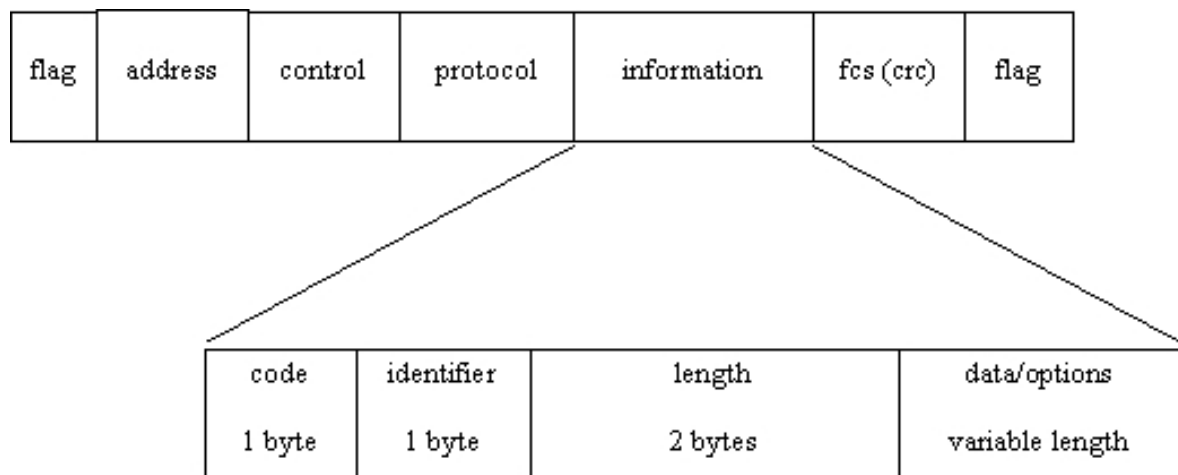 flag address control protocol information fcs (crc) flag
code identifier length data/options
1 byte 1 byte 2 bytes variable length